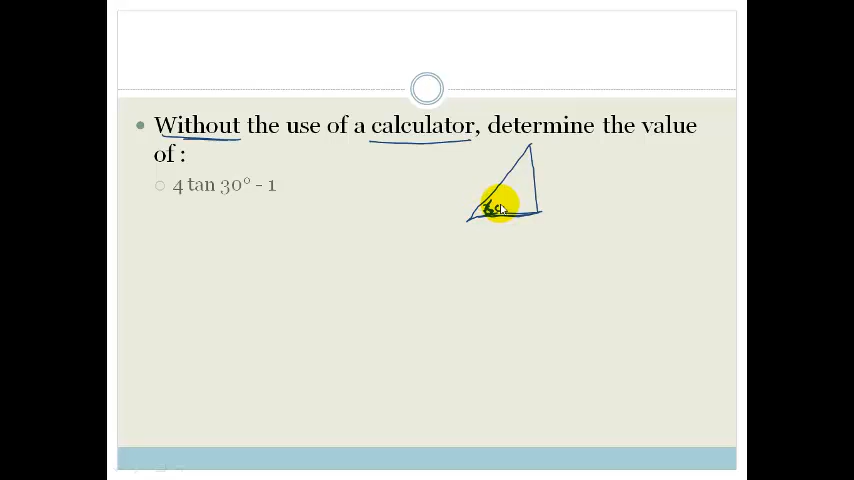 Without the use of a calculator, determine the value
of :
4 tan 30° - 1